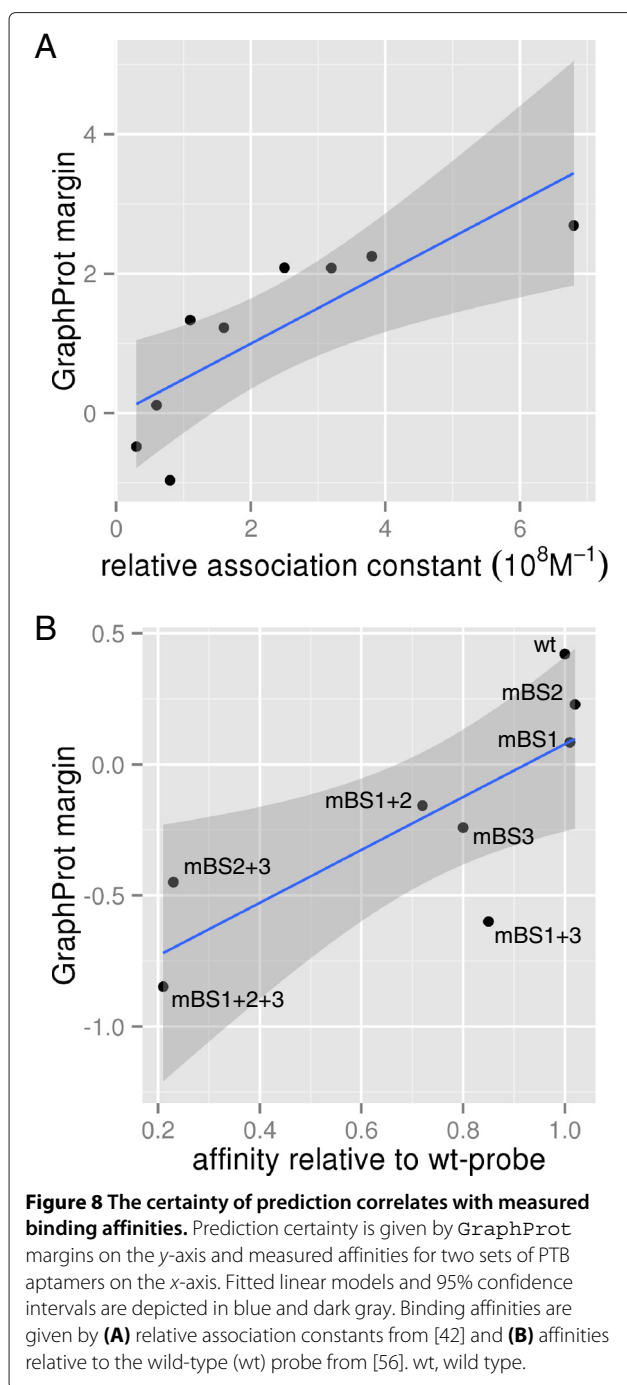 A
GraphProt margin
4
2
0
0 2 4 6
relative association constant (10⁸M⁻¹)
B
GraphProt margin
0.5
0.0
-0.5
-1.0
wt
mBS2
mBS1
mBS1+2
mBS3
mBS2+3
mBS1+3
mBS1+2+3
0.2 0.4 0.6 0.8 1.0
affinity relative to wt-probe
Figure 8 The certainty of prediction correlates with measured
binding affinities. Prediction certainty is given by GraphProt
margins on the y-axis and measured affinities for two sets of PTB
aptamers on the x-axis. Fitted linear models and 95% confidence
intervals are depicted in blue and dark gray. Binding affinities are
given by (A) relative association constants from [42] and (B) affinities
relative to the wild-type (wt) probe from [56]. wt, wild type.